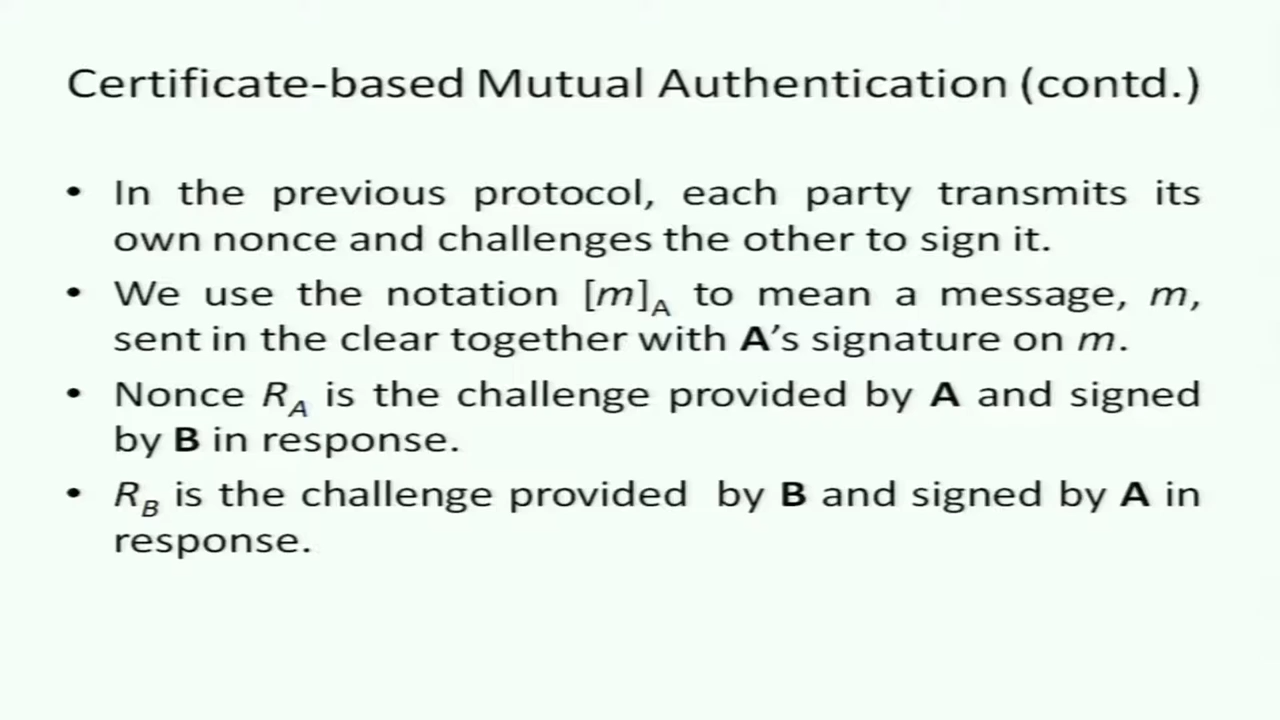 Certificate-based Mutual Authentication (contd.)
• In the previous protocol, each party transmits its
own nonce and challenges the other to sign it.
• We use the notation [m]A to mean a message, m,
sent in the clear together with A's signature on m.
• Nonce RA is the challenge provided by A and signed
by B in response.
• RB is the challenge provided by B and signed by A in
response.